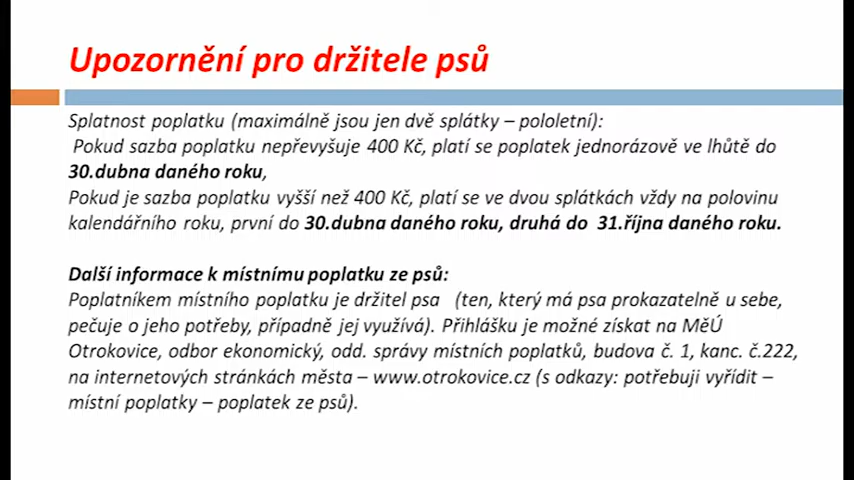 Upozornění pro držitele psů
Splatnost poplatku (maximálně jsou jen dvě splátky – pololetní):
Pokud sazba poplatku nepřevyšuje 400 Kč, platí se poplatek jednorázově ve lhůtě do
30.dubna daného roku,
Pokud je sazba poplatku vyšší než 400 Kč, platí se ve dvou splátkách vždy na polovinu
kalendářního roku, první do 30.dubna daného roku, druhá do 31.října daného roku.
Další informace k místnímu poplatku ze psů:
Poplatníkem místního poplatku je držitel psa (ten, který má psa prokazatelně u sebe,
pečuje o jeho potřeby, případně jej využívá). Přihlášku je možné získat na MěÚ
Otrokovice, odbor ekonomický, odd. správy místních poplatků, budova č. 1, kanc. č.222,
na internetových stránkách města – www.otrokovice.cz (s odkazy: potřebuji vyřídit –
místní poplatky – poplatek ze psů).